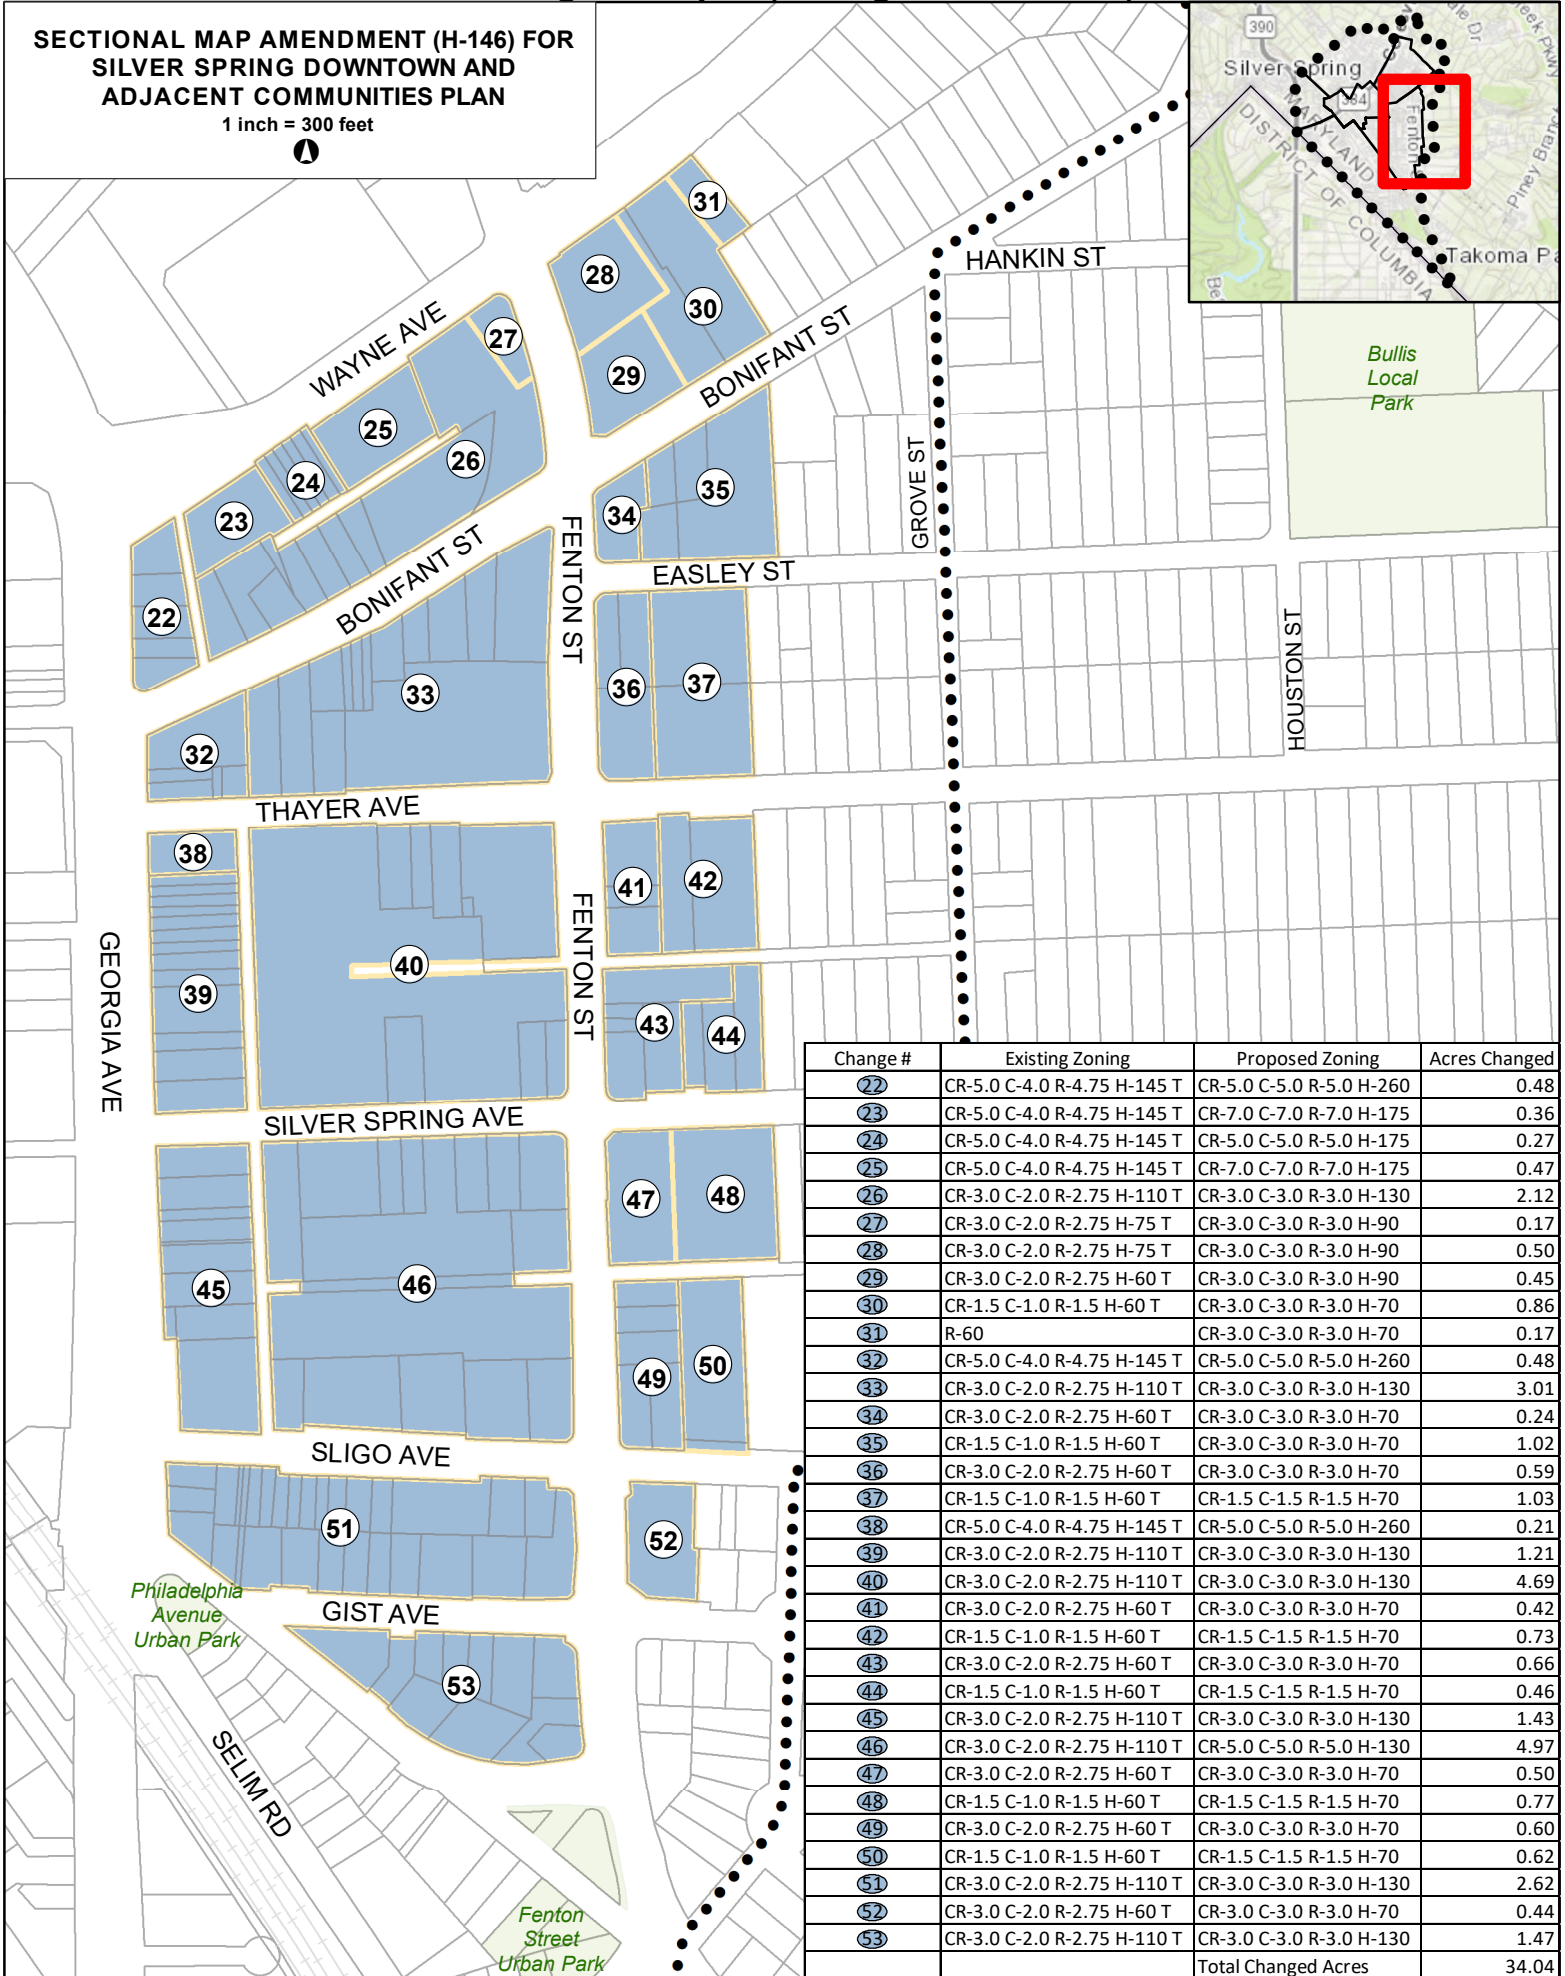 SECTIONAL MAP AMENDMENT (H-146) FOR
SILVER SPRING DOWNTOWN AND
ADJACENT COMMUNITIES PLAN
1 inch = 300 feet
390
Silver Spring
384
MARYLAND
DISTRICT OF COLUMBIA
Fenton
Piney Branch
Takoma Pa
31
28
30
HANKIN ST
27
WAYNE AVE
29
BONIFANT ST
Bullis
Local
Park
25
26
24
35
23
34
GROVE ST
FENTON ST
BONIFANT ST
EASLEY ST
22
HOUSTON ST
36
37
33
32
THAYER AVE
38
41
42
FENTON ST
40
39
GEORGIA AVE
43
44
SILVER SPRING AVE
47
48
45
46
49
50
SLIGO AVE
51
52
Philadelphia
Avenue
Urban Park
GIST AVE
53
SELIM RD
Fenton
Street
Urban Park
Change # Existing Zoning Proposed Zoning Acres Changed
22 CR-5.0 C-4.0 R-4.75 H-145 T CR-5.0 C-5.0 R-5.0 H-260 0.48
23 CR-5.0 C-4.0 R-4.75 H-145 T CR-7.0 C-7.0 R-7.0 H-175 0.36
24 CR-5.0 C-4.0 R-4.75 H-145 T CR-5.0 C-5.0 R-5.0 H-175 0.27
25 CR-5.0 C-4.0 R-4.75 H-145 T CR-7.0 C-7.0 R-7.0 H-175 0.47
26 CR-3.0 C-2.0 R-2.75 H-110 T CR-3.0 C-3.0 R-3.0 H-130 2.12
27 CR-3.0 C-2.0 R-2.75 H-75 T CR-3.0 C-3.0 R-3.0 H-90 0.17
28 CR-3.0 C-2.0 R-2.75 H-75 T CR-3.0 C-3.0 R-3.0 H-90 0.50
29 CR-3.0 C-2.0 R-2.75 H-60 T CR-3.0 C-3.0 R-3.0 H-90 0.45
30 CR-1.5 C-1.0 R-1.5 H-60 T CR-3.0 C-3.0 R-3.0 H-70 0.86
31 R-60 CR-3.0 C-3.0 R-3.0 H-70 0.17
32 CR-5.0 C-4.0 R-4.75 H-145 T CR-5.0 C-5.0 R-5.0 H-260 0.48
33 CR-3.0 C-2.0 R-2.75 H-110 T CR-3.0 C-3.0 R-3.0 H-130 3.01
34 CR-3.0 C-2.0 R-2.75 H-60 T CR-3.0 C-3.0 R-3.0 H-70 0.24
35 CR-1.5 C-1.0 R-1.5 H-60 T CR-3.0 C-3.0 R-3.0 H-70 1.02
36 CR-3.0 C-2.0 R-2.75 H-60 T CR-3.0 C-3.0 R-3.0 H-70 0.59
37 CR-1.5 C-1.0 R-1.5 H-60 T CR-1.5 C-1.5 R-1.5 H-70 1.03
38 CR-5.0 C-4.0 R-4.75 H-145 T CR-5.0 C-5.0 R-5.0 H-260 0.21
39 CR-3.0 C-2.0 R-2.75 H-110 T CR-3.0 C-3.0 R-3.0 H-130 1.21
40 CR-3.0 C-2.0 R-2.75 H-110 T CR-3.0 C-3.0 R-3.0 H-130 4.69
41 CR-3.0 C-2.0 R-2.75 H-60 T CR-3.0 C-3.0 R-3.0 H-70 0.42
42 CR-1.5 C-1.0 R-1.5 H-60 T CR-1.5 C-1.5 R-1.5 H-70 0.73
43 CR-3.0 C-2.0 R-2.75 H-60 T CR-3.0 C-3.0 R-3.0 H-70 0.66
44 CR-1.5 C-1.0 R-1.5 H-60 T CR-1.5 C-1.5 R-1.5 H-70 0.46
45 CR-3.0 C-2.0 R-2.75 H-110 T CR-3.0 C-3.0 R-3.0 H-130 1.43
46 CR-3.0 C-2.0 R-2.75 H-110 T CR-5.0 C-5.0 R-5.0 H-130 4.97
47 CR-3.0 C-2.0 R-2.75 H-60 T CR-3.0 C-3.0 R-3.0 H-70 0.50
48 CR-1.5 C-1.0 R-1.5 H-60 T CR-1.5 C-1.5 R-1.5 H-70 0.77
49 CR-3.0 C-2.0 R-2.75 H-60 T CR-3.0 C-3.0 R-3.0 H-70 0.60
50 CR-1.5 C-1.0 R-1.5 H-60 T CR-1.5 C-1.5 R-1.5 H-70 0.62
51 CR-3.0 C-2.0 R-2.75 H-110 T CR-3.0 C-3.0 R-3.0 H-130 2.62
52 CR-3.0 C-2.0 R-2.75 H-60 T CR-3.0 C-3.0 R-3.0 H-70 0.44
53 CR-3.0 C-2.0 R-2.75 H-110 T CR-3.0 C-3.0 R-3.0 H-130 1.47
Total Changed Acres 34.04